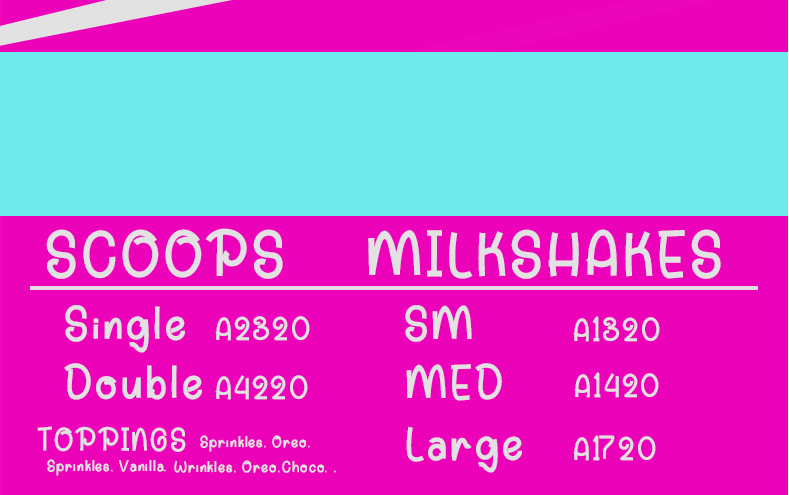 SCOOPS MILKSHAKES
Single A2320 SM A1320
Double A4220 MED A1420
TOPPINGS Sprinkles. Oreo. Large A1720
Sprinkles. Vanilla. Wrinkles. Oreo.Choco. .